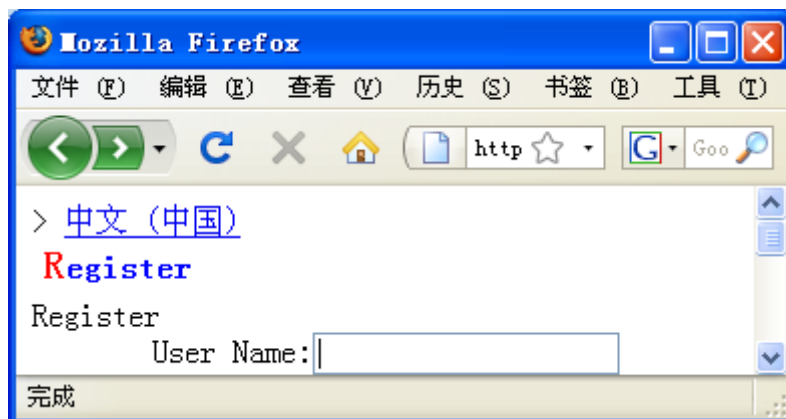 Mozilla Firefox
文件 (F) 编辑 (E) 查看 (V) 历史 (S) 书签 (B) 工具 (T)
http G Goo
> 中文 (中国)
Register
Register
User Name:
完成